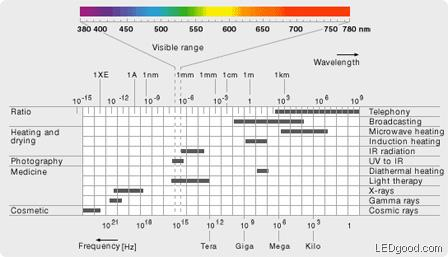 380 400 450 500 550 600 650 700 750 780 nm
Visible range
Wavelength
1XE 1A 1nm 1mm 1mm 1cm 1m 1km
10-15 10-12 10-9 10-6 10-3 1 103 106 109
Ratio Telephony
Broadcasting
Heating and Microwave heating
drying Induction heating
IR radiation
Photography UV to IR
Medicine Diathermal heating
Light therapy
X-rays
Gamma rays
Cosmetic Cosmic rays
1021 1018 1015 1012 109 106 103 1
Frequency [Hz] Tera Giga Mega Kilo
LEDgood.com